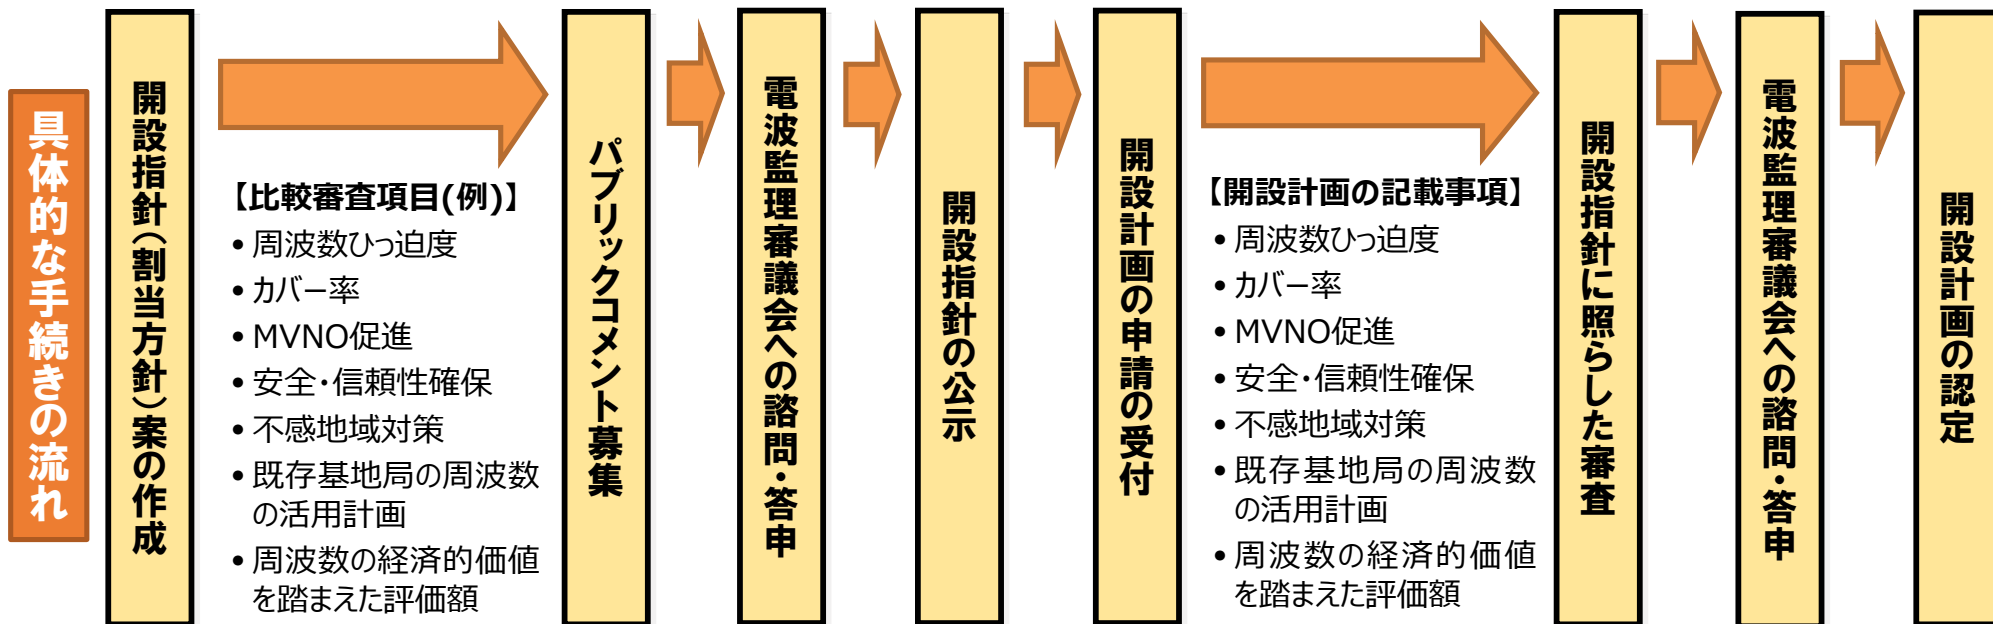 具体的な手続きの流れ
開設指針（割当方針）案の作成
【比較審査項目(例)】
• 周波数ひっ迫度
• カバー率
• MVNO促進
• 安全・信頼性確保
• 不感地域対策
• 既存基地局の周波数
の活用計画
• 周波数の経済的価値
を踏まえた評価額
パブリックコメント募集
電波監理審議会への諮問・答申
開設指針の公示
開設計画の申請の受付
【開設計画の記載事項】
• 周波数ひっ迫度
• カバー率
• MVNO促進
• 安全・信頼性確保
• 不感地域対策
• 既存基地局の周波数
の活用計画
• 周波数の経済的価値
を踏まえた評価額
開設指針に照らした審査
電波監理審議会への諮問・答申
開設計画の認定